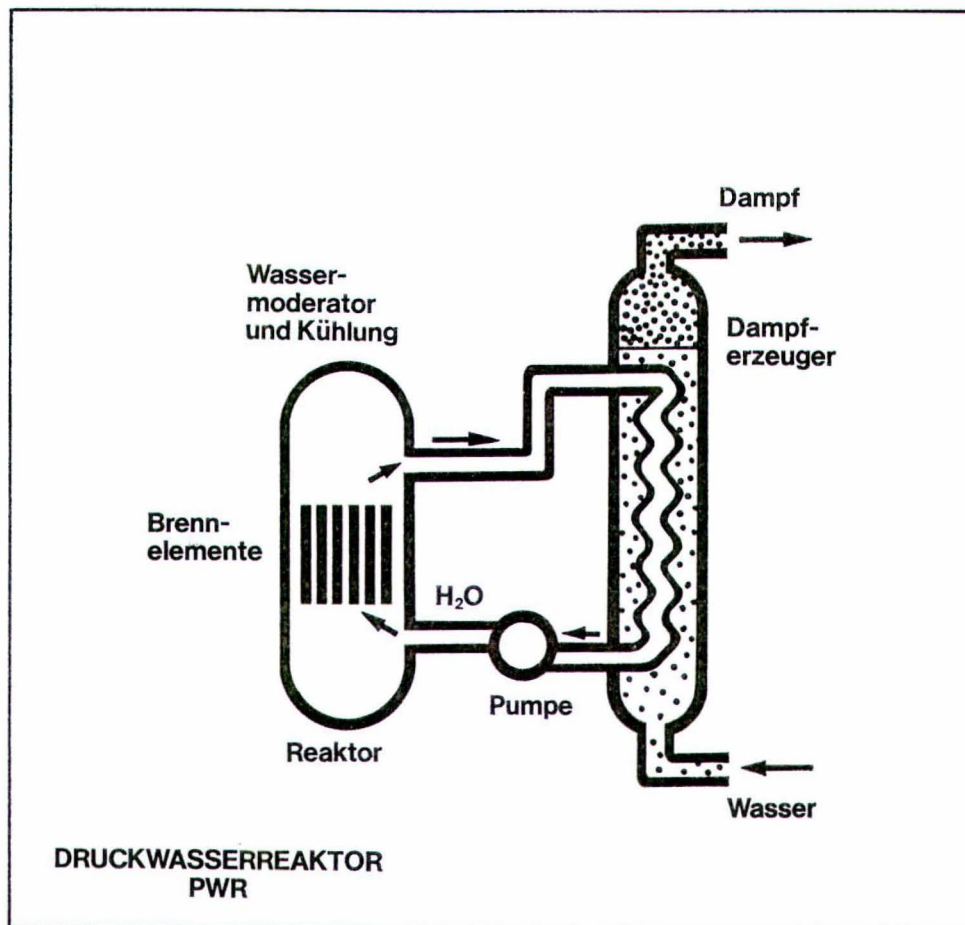 Dampf
Wasser-
moderator
und Kühlung
Dampf-
erzeuger
Brenn-
elemente
H₂O
Pumpe
Reaktor
Wasser
DRUCKWASSERREAKTOR
PWR